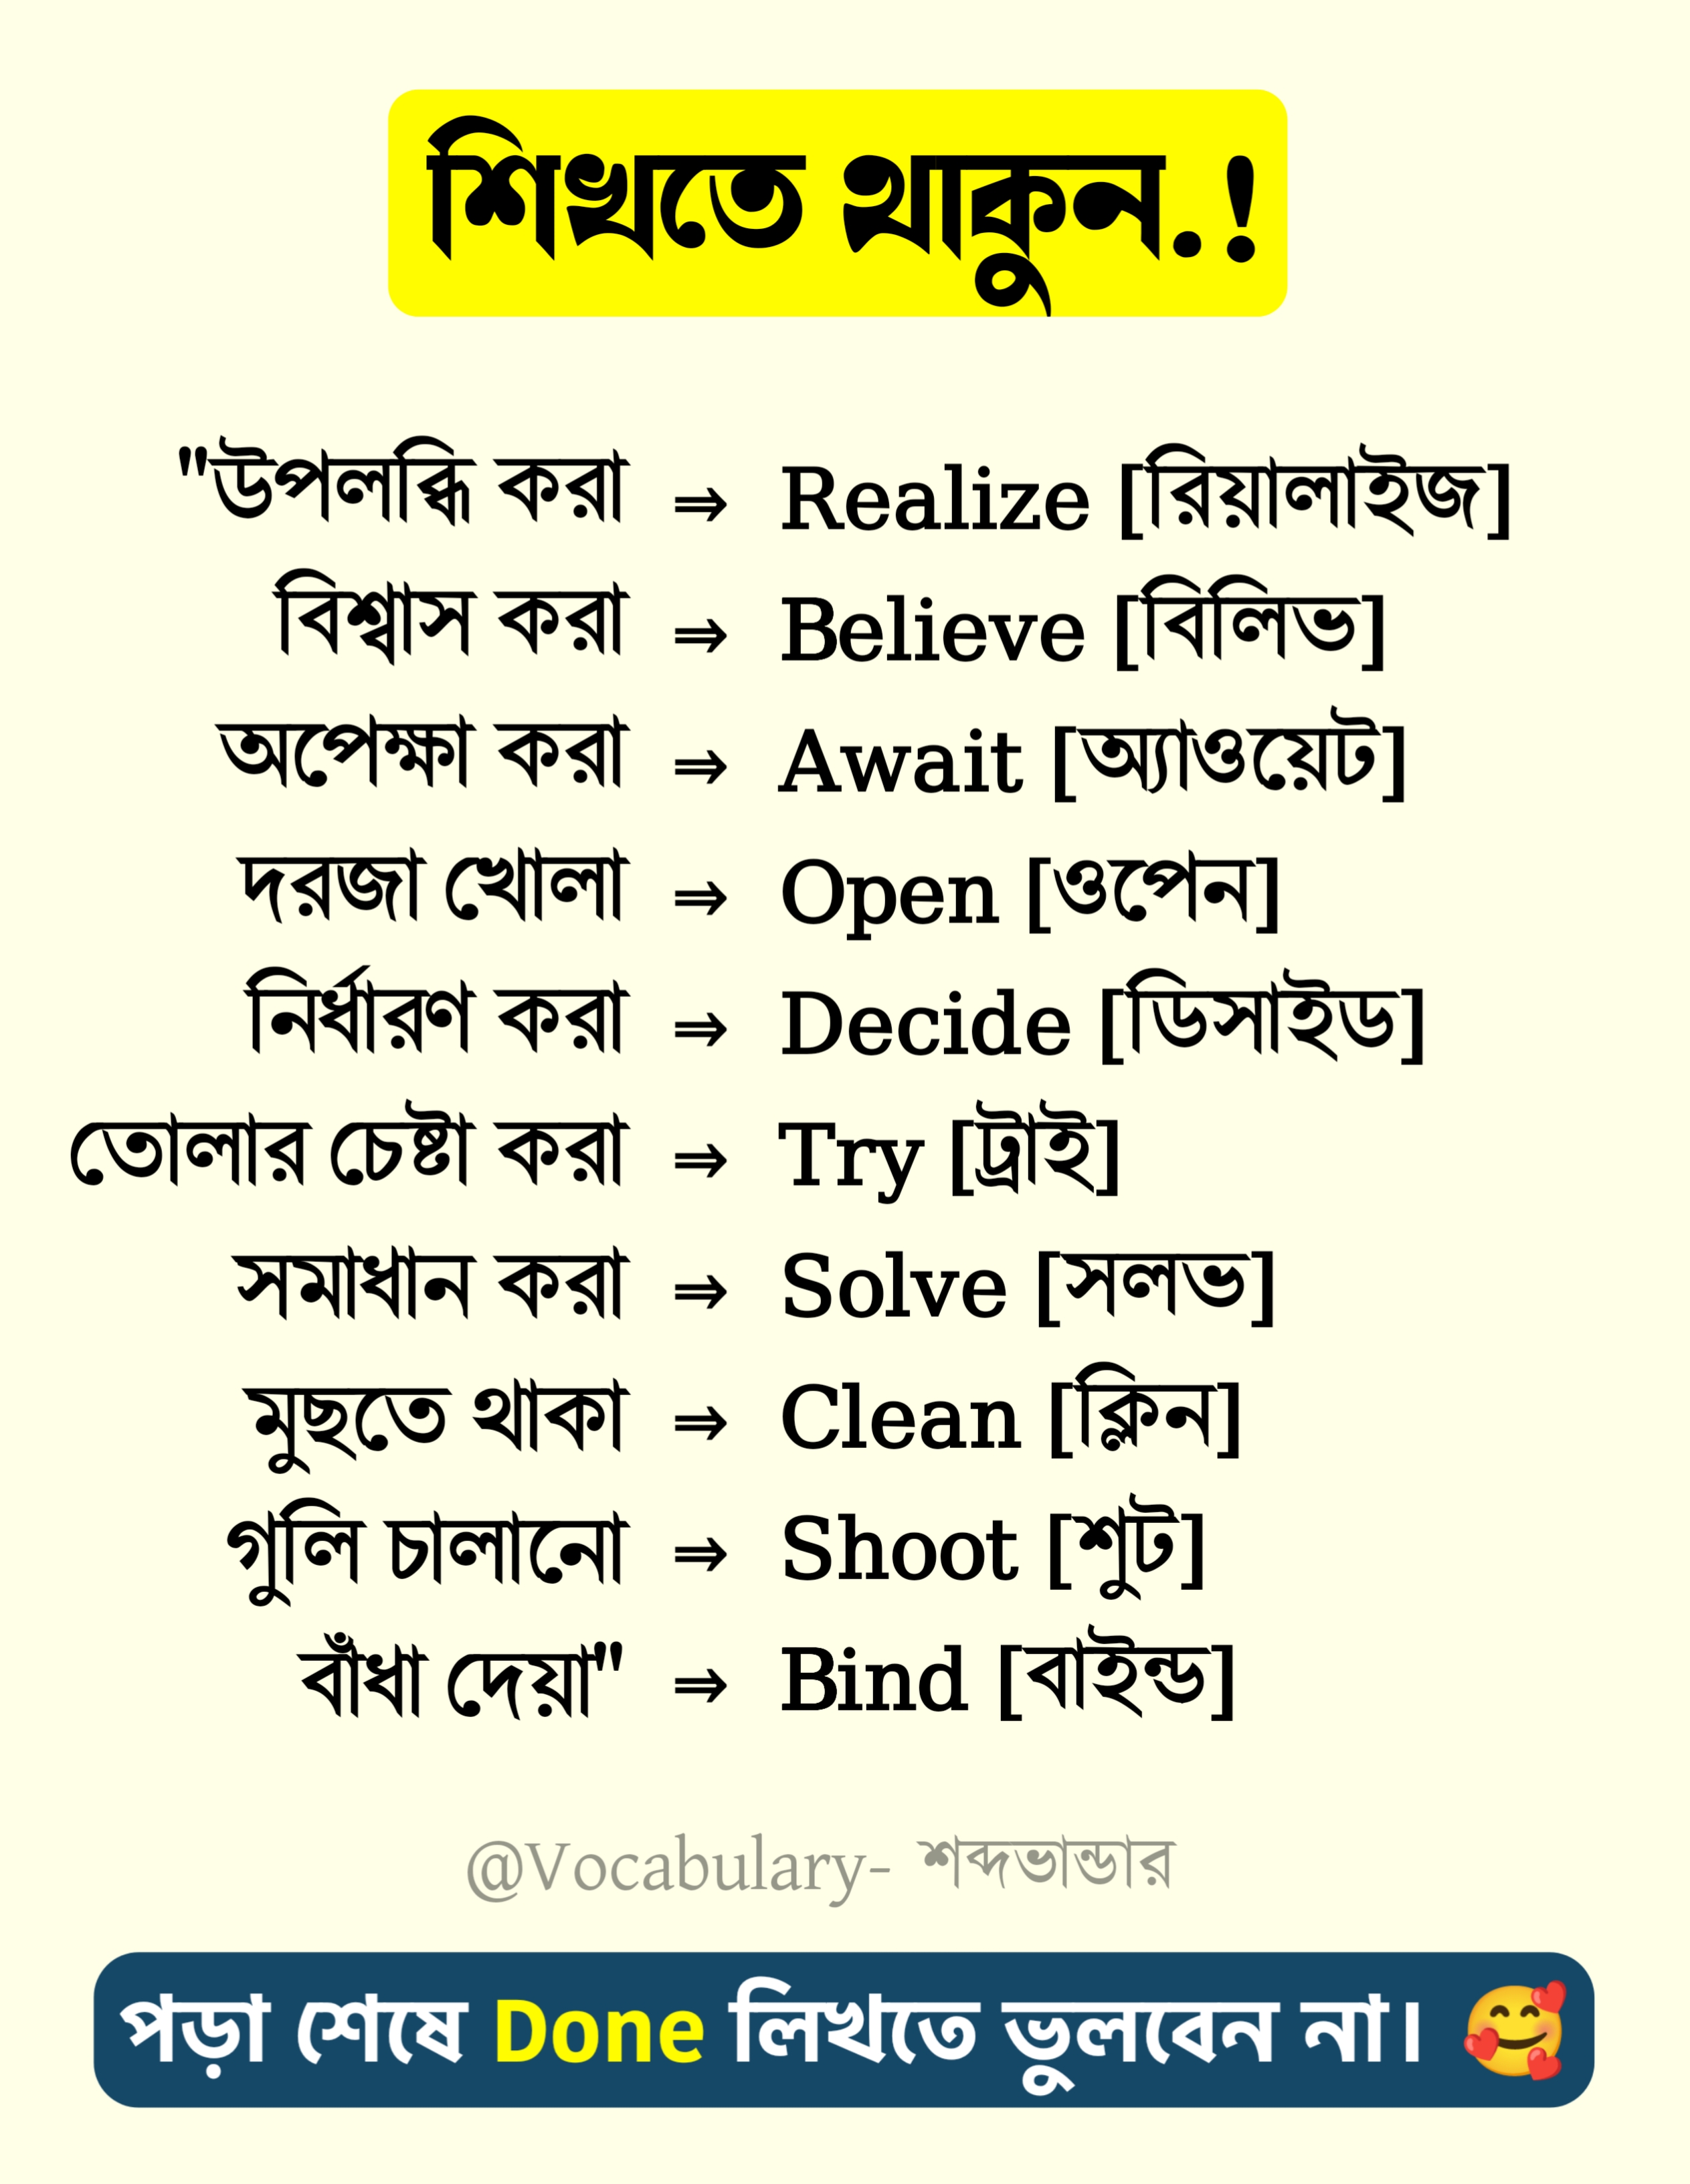 শিখতে থাকুন.!
"উপলব্ধি করা ⇒ Realize [রিয়ালাইজ]
বিশ্বাস করা ⇒ Believe [বিলিভ]
অপেক্ষা করা ⇒ Await [অ্যাওয়েট]
দরজা খোলা ⇒ Open [ওপেন]
নির্ধারণ করা ⇒ Decide [ডিসাইড]
তোলার চেষ্টা করা ⇒ Try [ট্রাই]
সমাধান করা ⇒ Solve [সলভ]
মুছতে থাকা ⇒ Clean [ক্লিন]
গুলি চালানো ⇒ Shoot [শুট]
বাঁধা দেয়া" ⇒ Bind [বাইন্ড]
@Vocabulary- শব্দভান্ডার
পড়া শেষে Done লিখতে ভুলবেন না। 🥰